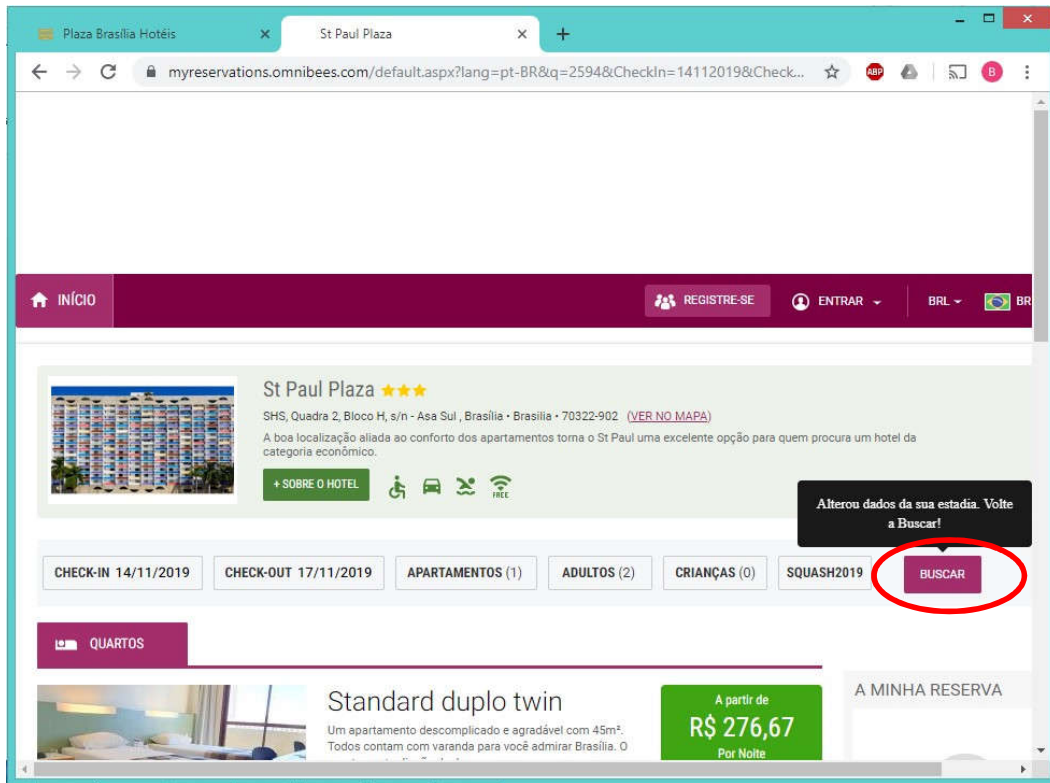 Plaza Brasília Hotéis
St Paul Plaza
myreservations.omnibees.com/default.aspx?lang=pt-BR&q=2594&CheckIn=14112019&Check...
ABP
B
INÍCIO
REGISTRE-SE
ENTRAR
BRL
BR
St Paul Plaza
SHS, Quadra 2, Bloco H, s/n - Asa Sul , Brasília • Brasilia • 70322-902 (VER NO MAPA)
A boa localização aliada ao conforto dos apartamentos torna o St Paul uma excelente opção para quem procura um hotel da
categoria econômico.
+ SOBRE O HOTEL
FREE
Alterou dados da sua estadia. Volte
a Buscar!
CHECK-IN 14/11/2019
CHECK-OUT 17/11/2019
APARTAMENTOS (1)
ADULTOS (2)
CRIANÇAS (0)
SQUASH2019
BUSCAR
QUARTOS
Standard duplo twin
Um apartamento descomplicado e agradável com 45m².
Todos contam com varanda para você admirar Brasília. O
A partir de
R$ 276,67
Por Noite
A MINHA RESERVA